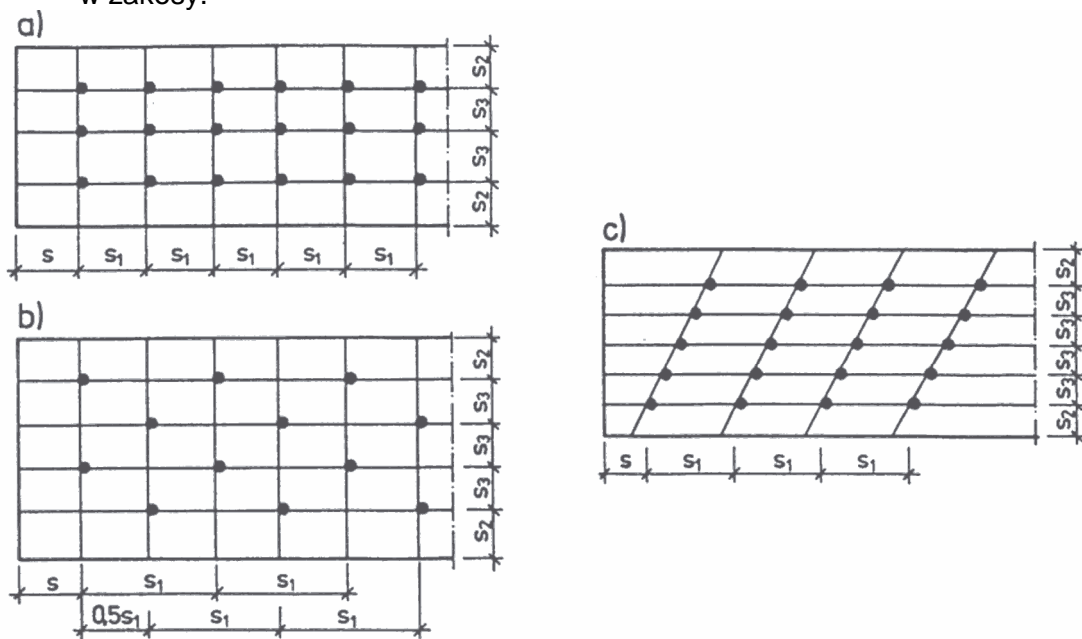 w zakosy.
a)
s₂
s₃
s₃
s₂
s s₁ s₁ s₁ s₁ s₁
b)
s₂
s₃
s₃
s₃
s₂
s s₁ s₁
0,5s₁ s₁ s₁
c)
s₂
s₃
s₃
s₃
s₃
s₂
s s₁ s₁ s₁